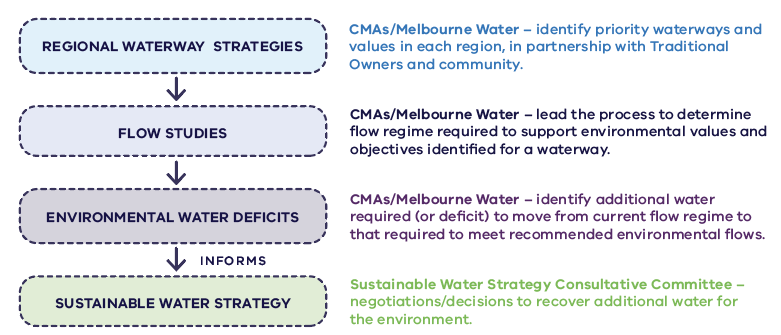 REGIONAL WATERWAY STRATEGIES
CMAs/Melbourne Water – identify priority waterways and
values in each region, in partnership with Traditional
Owners and community.
FLOW STUDIES
CMAs/Melbourne Water – lead the process to determine
flow regime required to support environmental values and
objectives identified for a waterway.
ENVIRONMENTAL WATER DEFICITS
CMAs/Melbourne Water – identify additional water
required (or deficit) to move from current flow regime to
that required to meet recommended environmental flows.
INFORMS
SUSTAINABLE WATER STRATEGY
Sustainable Water Strategy Consultative Committee –
negotiations/decisions to recover additional water for
the environment.